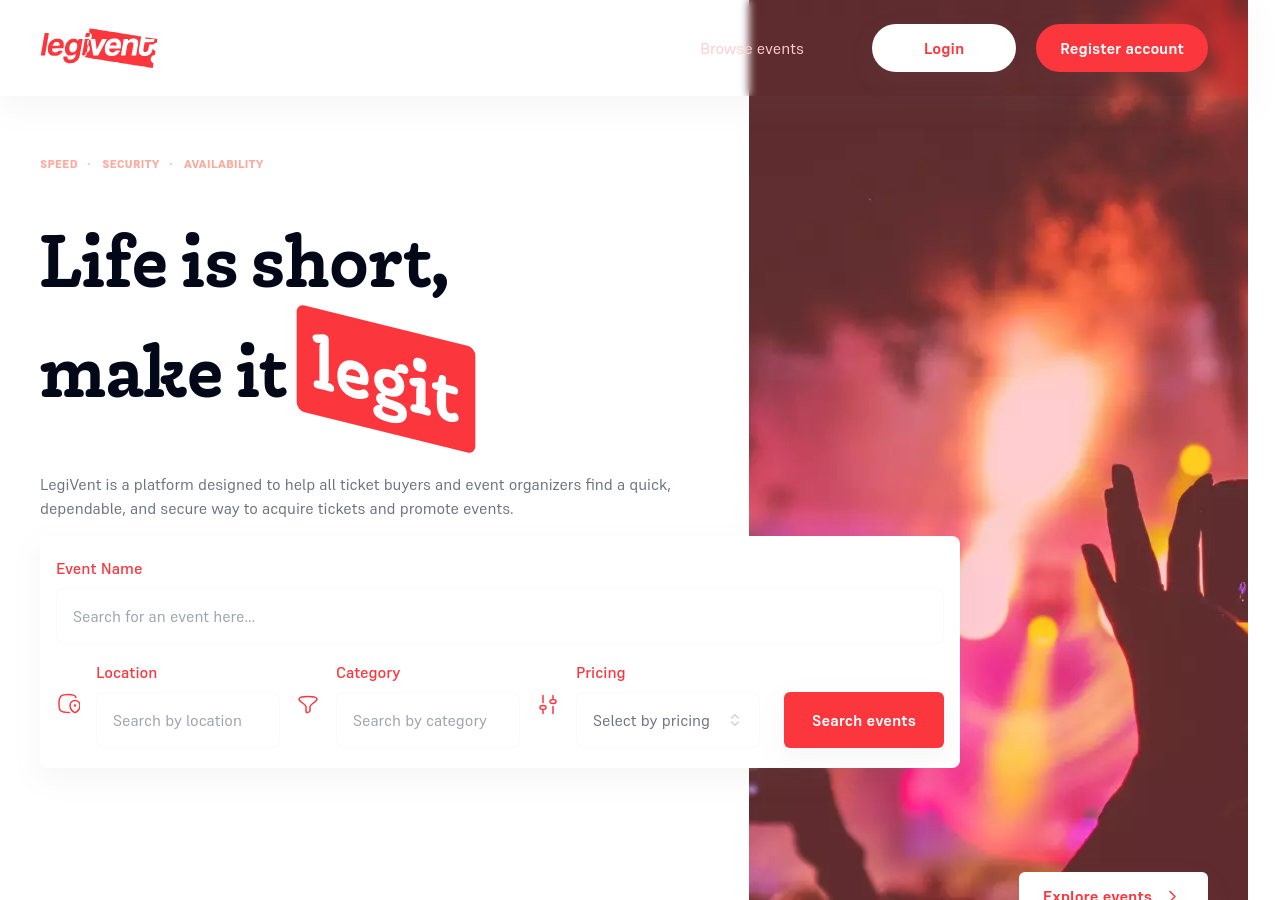 legivent
Browse events
Login
Register account
SPEED · SECURITY · AVAILABILITY
Life is short,
make it legit
LegiVent is a platform designed to help all ticket buyers and event organizers find a quick,
dependable, and secure way to acquire tickets and promote events.
Event Name
Search for an event here...
Location
Category
Pricing
Search by location
Search by category
Select by pricing
Search events
Explore events